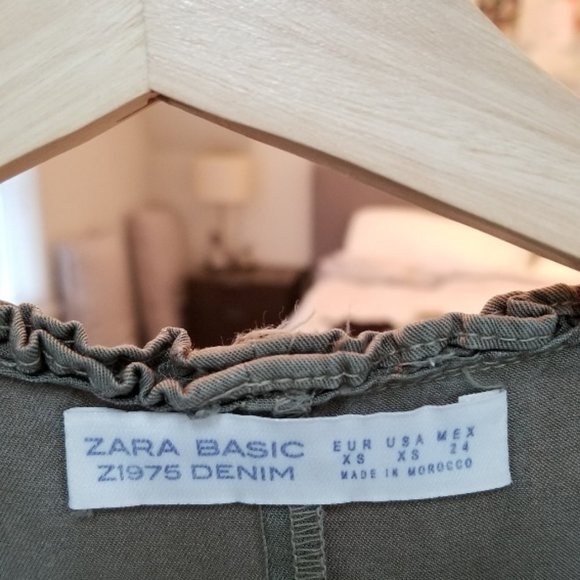 ZARA BASIC
Z1975 DENIM
EUR USA MEX
XS XS 24
MADE IN MOROCCO